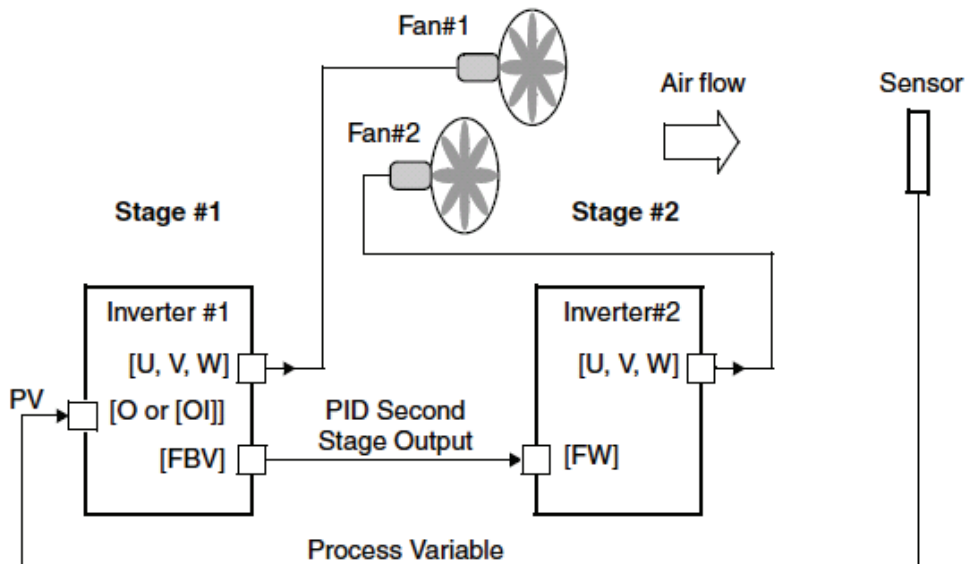 Fan#1
Air flow
Sensor
Fan#2
Stage #1
Stage #2
Inverter #1
Inverter#2
[U, V, W]
[U, V, W]
PV
[O or [OI]]
PID Second
Stage Output
[FBV]
[FW]
Process Variable